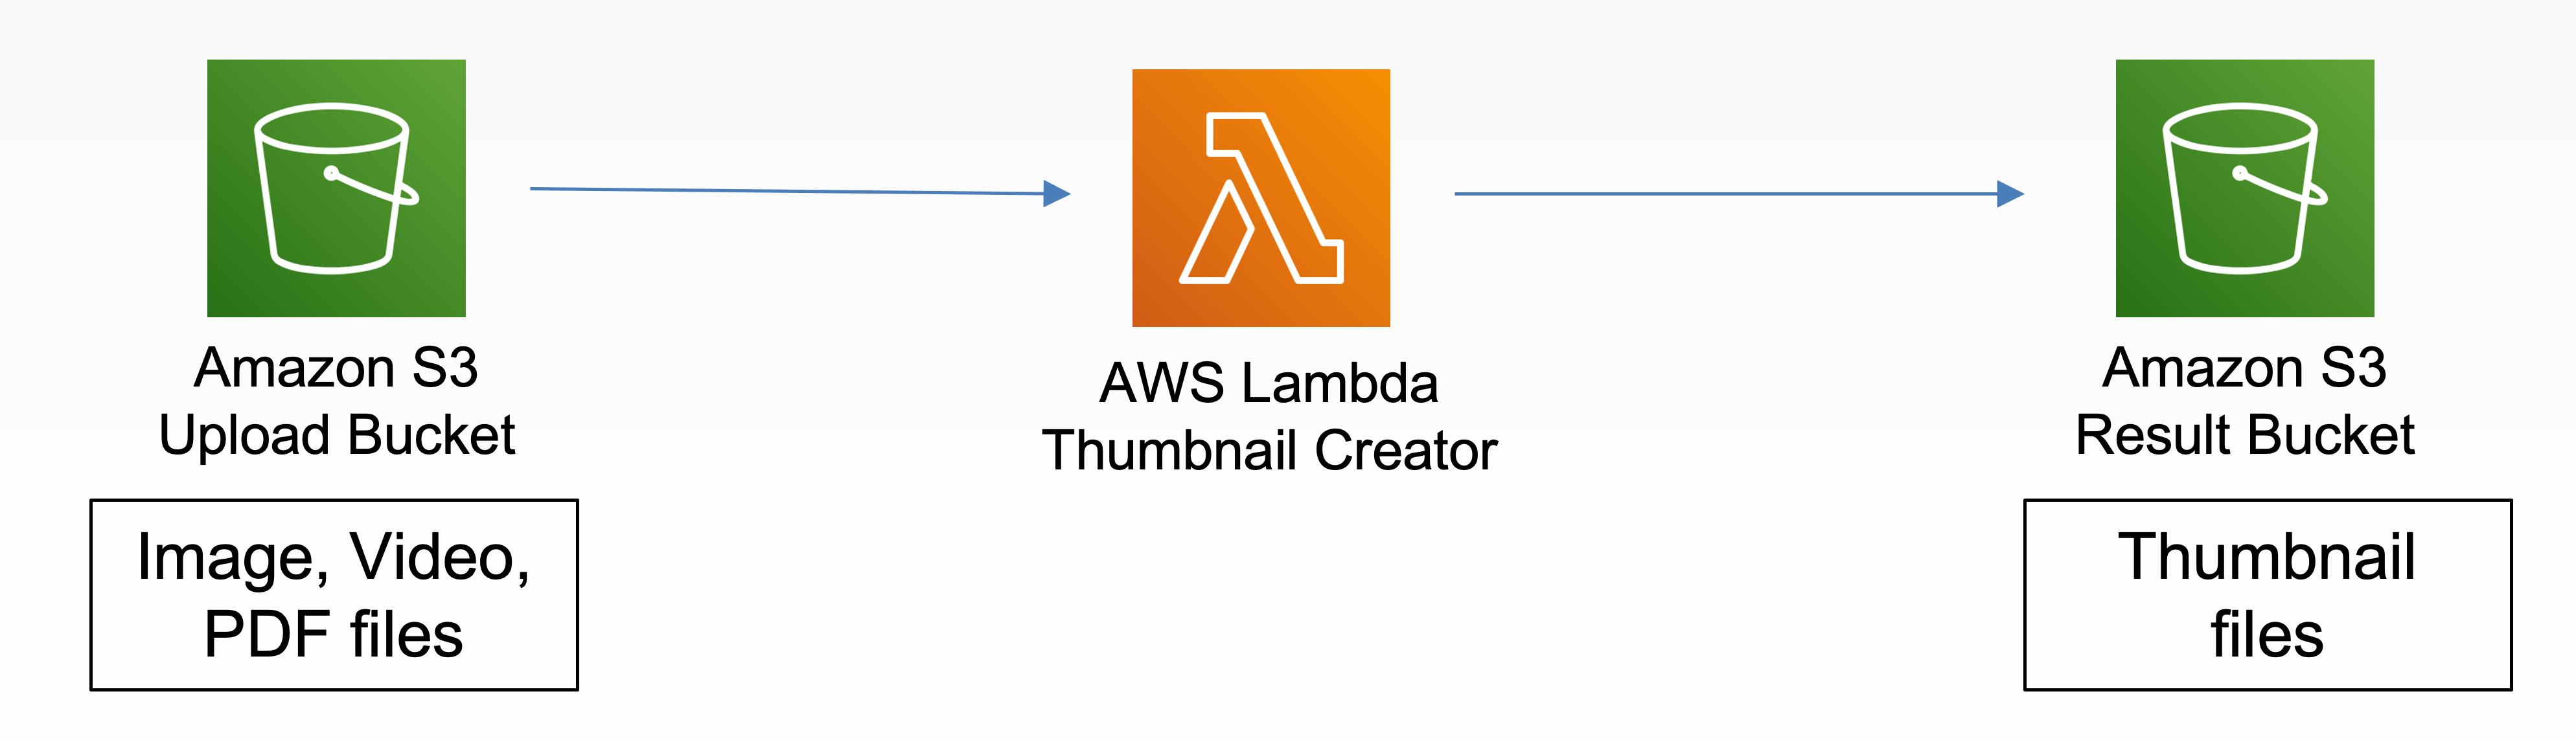 Amazon S3
Upload Bucket
Image, Video,
PDF files
AWS Lambda
Thumbnail Creator
Amazon S3
Result Bucket
Thumbnail
files